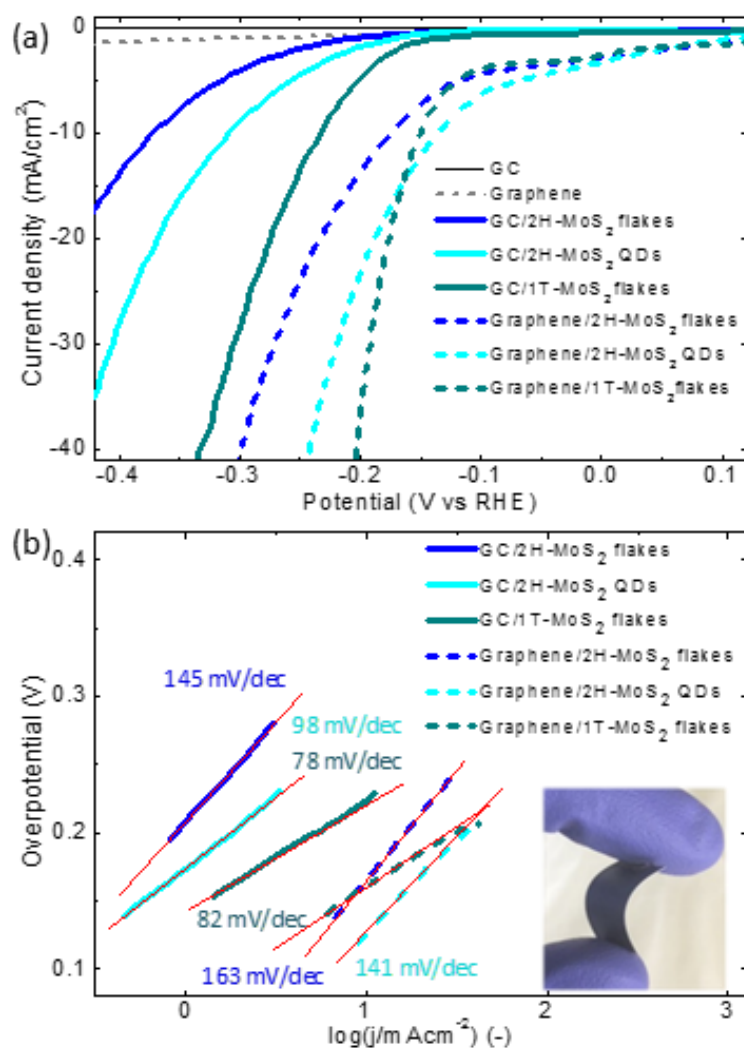 (a)
0
-10
-20
-30
-40
Current density (mA/cm²)
GC
Graphene
GC/2H-MoS₂ flakes
GC/2H-MoS₂ QDs
GC/1T-MoS₂flakes
Graphene/2H-MoS₂ flakes
Graphene/2H-MoS₂ QDs
Graphene/1T-MoS₂flakes
-0.4 -0.3 -0.2 -0.1 0.0 0.1
Potential (V vs RHE)
(b)
0.4
0.3
0.2
0.1
Overpotential (V)
GC/2H-MoS₂ flakes
GC/2H-MoS₂ QDs
GC/1T-MoS₂ flakes
Graphene/2H-MoS₂ flakes
Graphene/2H-MoS₂ QDs
Graphene/1T-MoS₂ flakes
145 mV/dec
98 mV/dec
78 mV/dec
82 mV/dec
163 mV/dec
141 mV/dec
0 1 2 3
log(j/mAcm⁻²) (-)